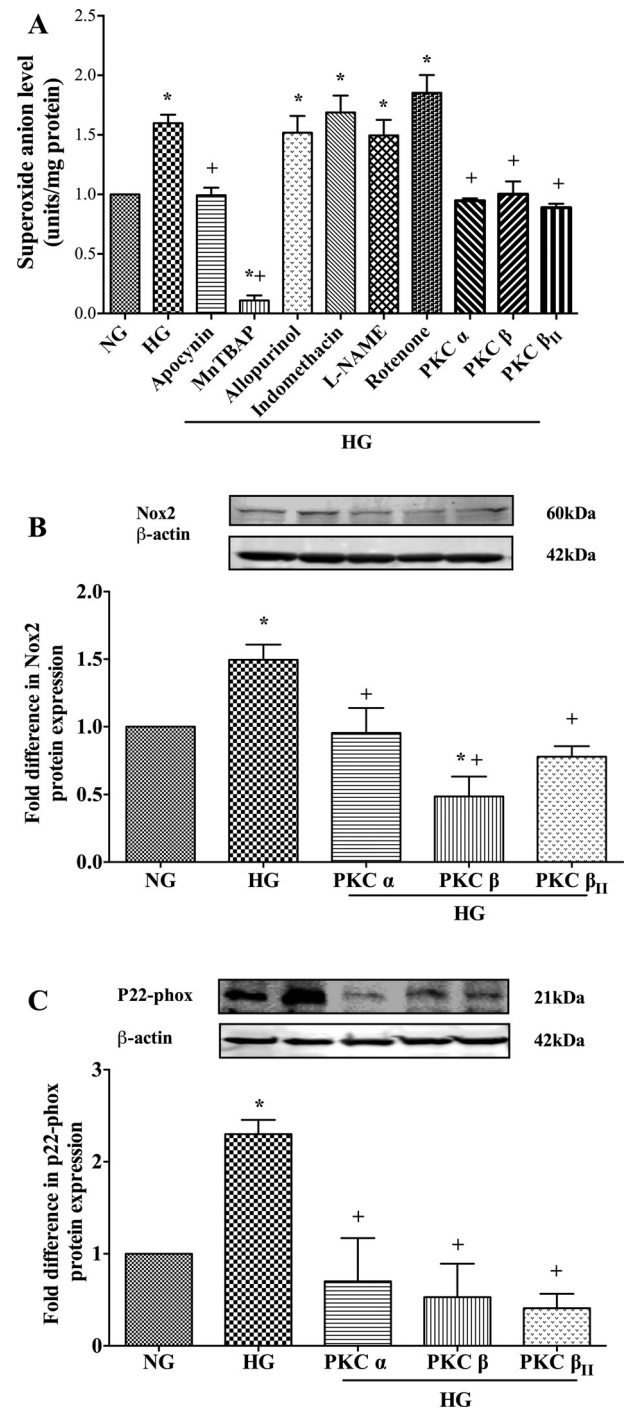 A
Superoxide anion level
(units/mg protein)
2.5
2.0
1.5
1.0
0.5
0.0
* + *+ * * * * + + +
NG HG Apocynin MnTBAP Allopurinol Indomethacin L-NAME Rotenone PKC α PKC β PKC βII
HG
B
Nox2 60kDa
β-actin 42kDa
Fold difference in Nox2
protein expression
2.0
1.5
1.0
0.5
0.0
* + * + +
NG HG PKC α PKC β PKC βII
HG
C
P22-phox 21kDa
β-actin 42kDa
Fold difference in p22-phox
protein expression
3
2
1
0
* + + +
NG HG PKC α PKC β PKC βII
HG